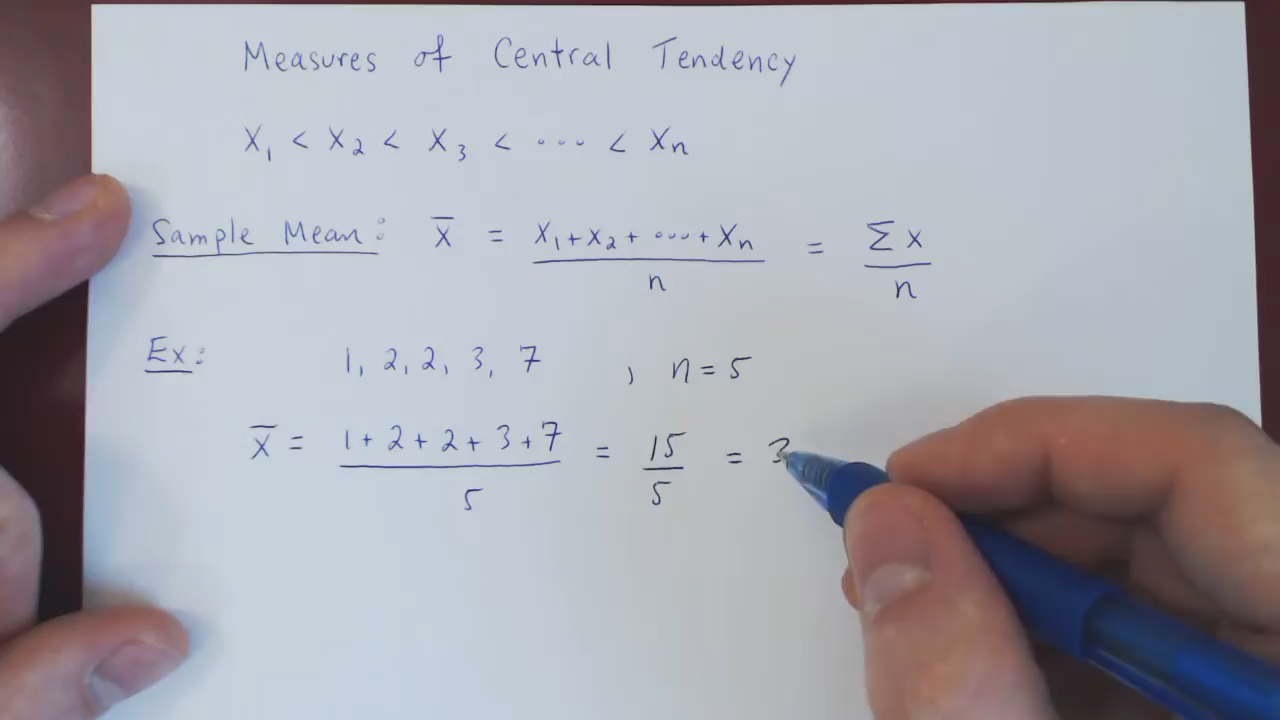 Measures of Central Tendency
X₁ < X₂ < X₃ < ... < Xₙ
Sample Mean: x̄ = (X₁+X₂+ ... +Xₙ)/n = Σx/n
Ex: 1, 2, 2, 3, 7 , n = 5
x̄ = (1+2+2+3+7)/5 = 15/5 = 3